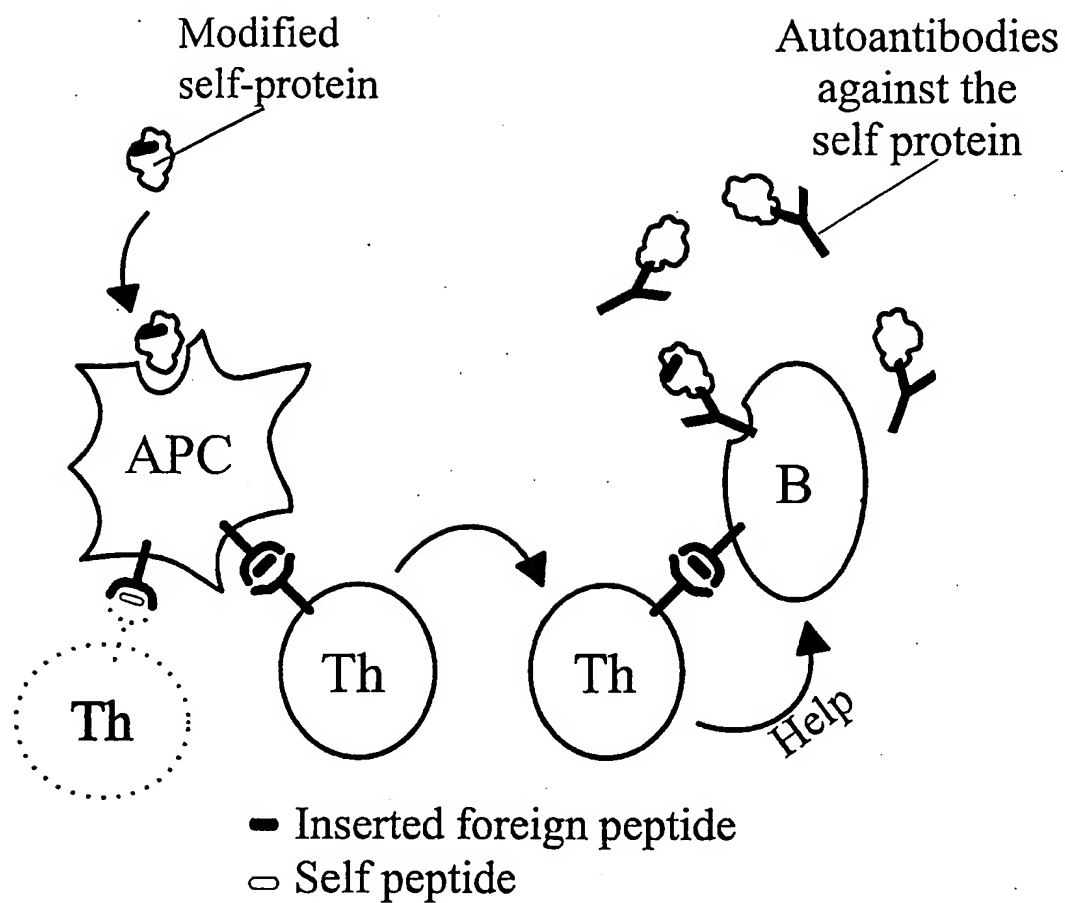 Modified
self-protein
Autoantibodies
against the
self protein
APC
B
Th
Th
Th
Help
Inserted foreign peptide
Self peptide